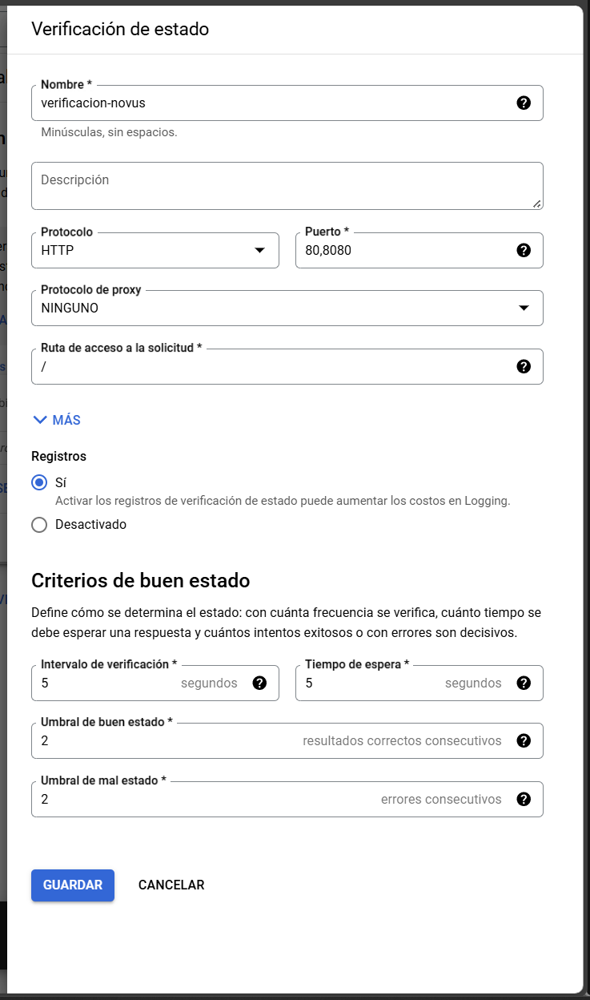 Verificación de estado
Nombre *
verificacion-novus
Minúsculas, sin espacios.
Descripción
Protocolo
HTTP
Puerto *
80,8080
Protocolo de proxy
NINGUNO
Ruta de acceso a la solicitud *
/
MÁS
Registros
Sí
Activar los registros de verificación de estado puede aumentar los costos en Logging.
Desactivado
Criterios de buen estado
Define cómo se determina el estado: con cuánta frecuencia se verifica, cuánto tiempo se
debe esperar una respuesta y cuántos intentos exitosos o con errores son decisivos.
Intervalo de verificación *
5 segundos
Tiempo de espera *
5 segundos
Umbral de buen estado *
2 resultados correctos consecutivos
Umbral de mal estado *
2 errores consecutivos
GUARDAR CANCELAR